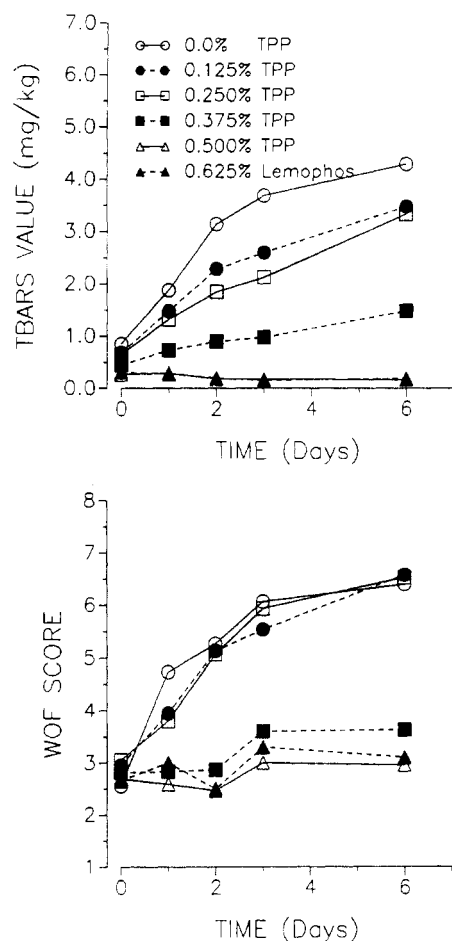 7.0
6.0
5.0
4.0
3.0
2.0
1.0
0.0
TBARS VALUE (mg/kg)
0.0% TPP
0.125% TPP
0.250% TPP
0.375% TPP
0.500% TPP
0.625% Lemophos
0 2 4 6
TIME (Days)
8
7
6
5
4
3
2
1
WOF SCORE
0 2 4 6
TIME (Days)